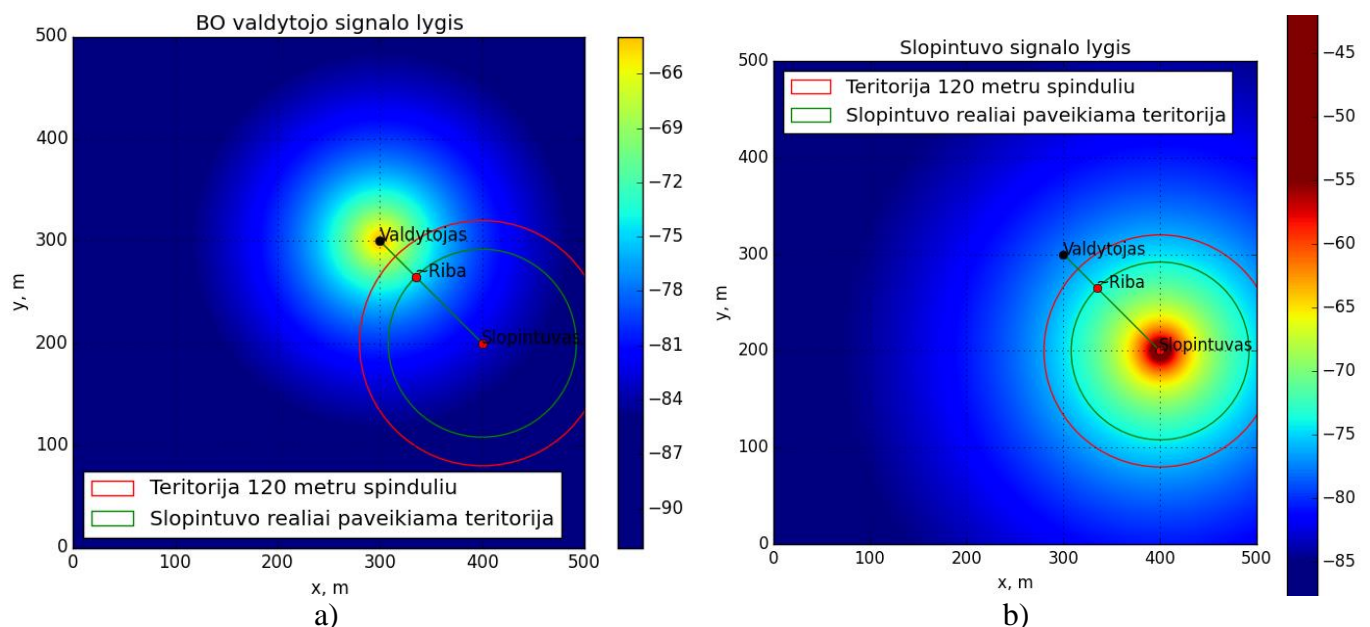 BO valdytojo signalo lygis
500
400
300
200
100
0
y, m
0 100 200 300 400 500
x, m
Valdytojas
~Riba
Slopintuvas
Teritorija 120 metru spinduliu
Slopintuvo realiai paveikiama teritorija
−66
−69
−72
−75
−78
−81
−84
−87
−90
a)
Slopintuvo signalo lygis
500
400
300
200
100
0
y, m
0 100 200 300 400 500
x, m
Teritorija 120 metru spinduliu
Slopintuvo realiai paveikiama teritorija
Valdytojas
~Riba
Slopintuvas
−45
−50
−55
−60
−65
−70
−75
−80
−85
b)